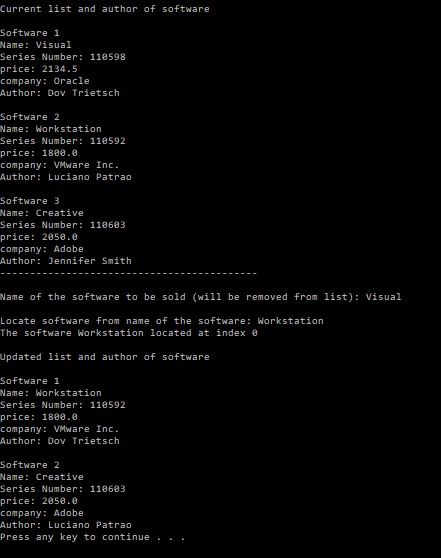 Current list and author of software
Software 1
Name: Visual
Series Number: 110598
price: 2134.5
company: Oracle
Author: Dov Trietsch
Software 2
Name: Workstation
Series Number: 110592
price: 1800.0
company: VMware Inc.
Author: Luciano Patrao
Software 3
Name: Creative
Series Number: 110603
price: 2050.0
company: Adobe
Author: Jennifer Smith
-------------------------------------------
Name of the software to be sold (will be removed from list): Visual
Locate software from name of the software: Workstation
The software Workstation located at index 0
Updated list and author of software
Software 1
Name: Workstation
Series Number: 110592
price: 1800.0
company: VMware Inc.
Author: Dov Trietsch
Software 2
Name: Creative
Series Number: 110603
price: 2050.0
company: Adobe
Author: Luciano Patrao
Press any key to continue . . .